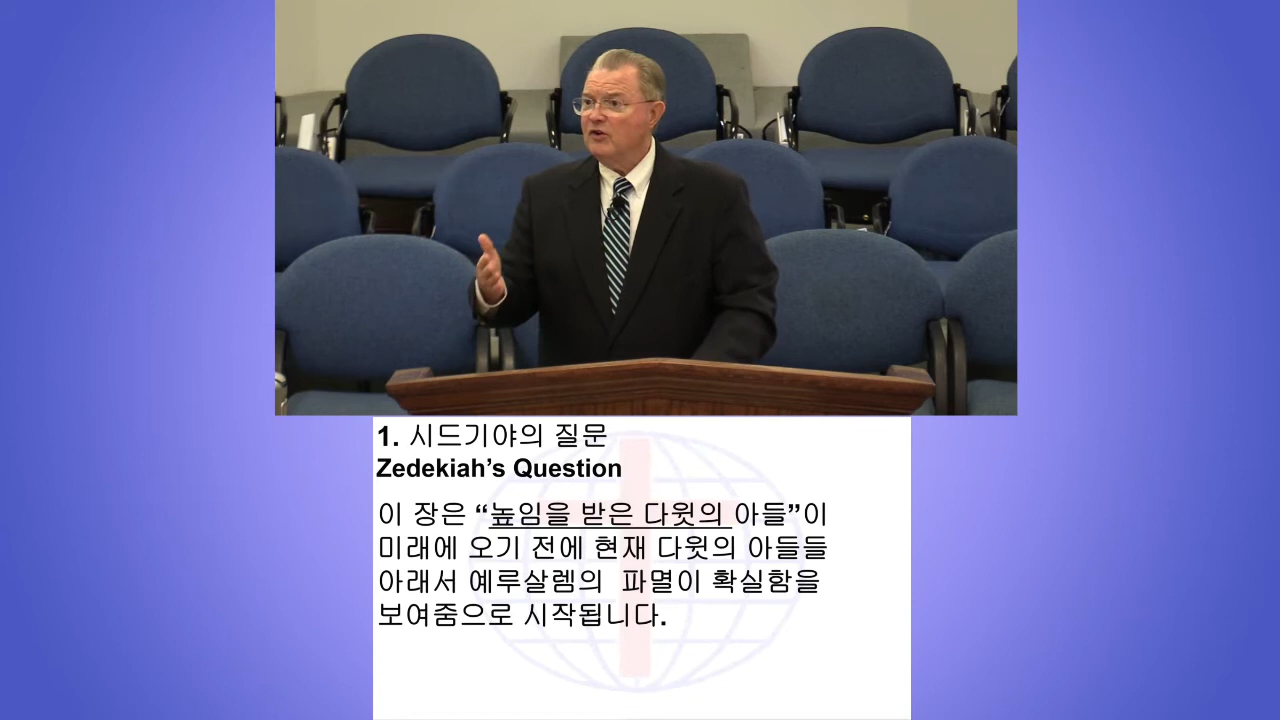 1. 시드기야의 질문
Zedekiah’s Question
이 장은 “높임을 받은 다윗의 아들”이
미래에 오기 전에 현재 다윗의 아들들
아래서 예루살렘의 파멸이 확실함을
보여줌으로 시작됩니다.